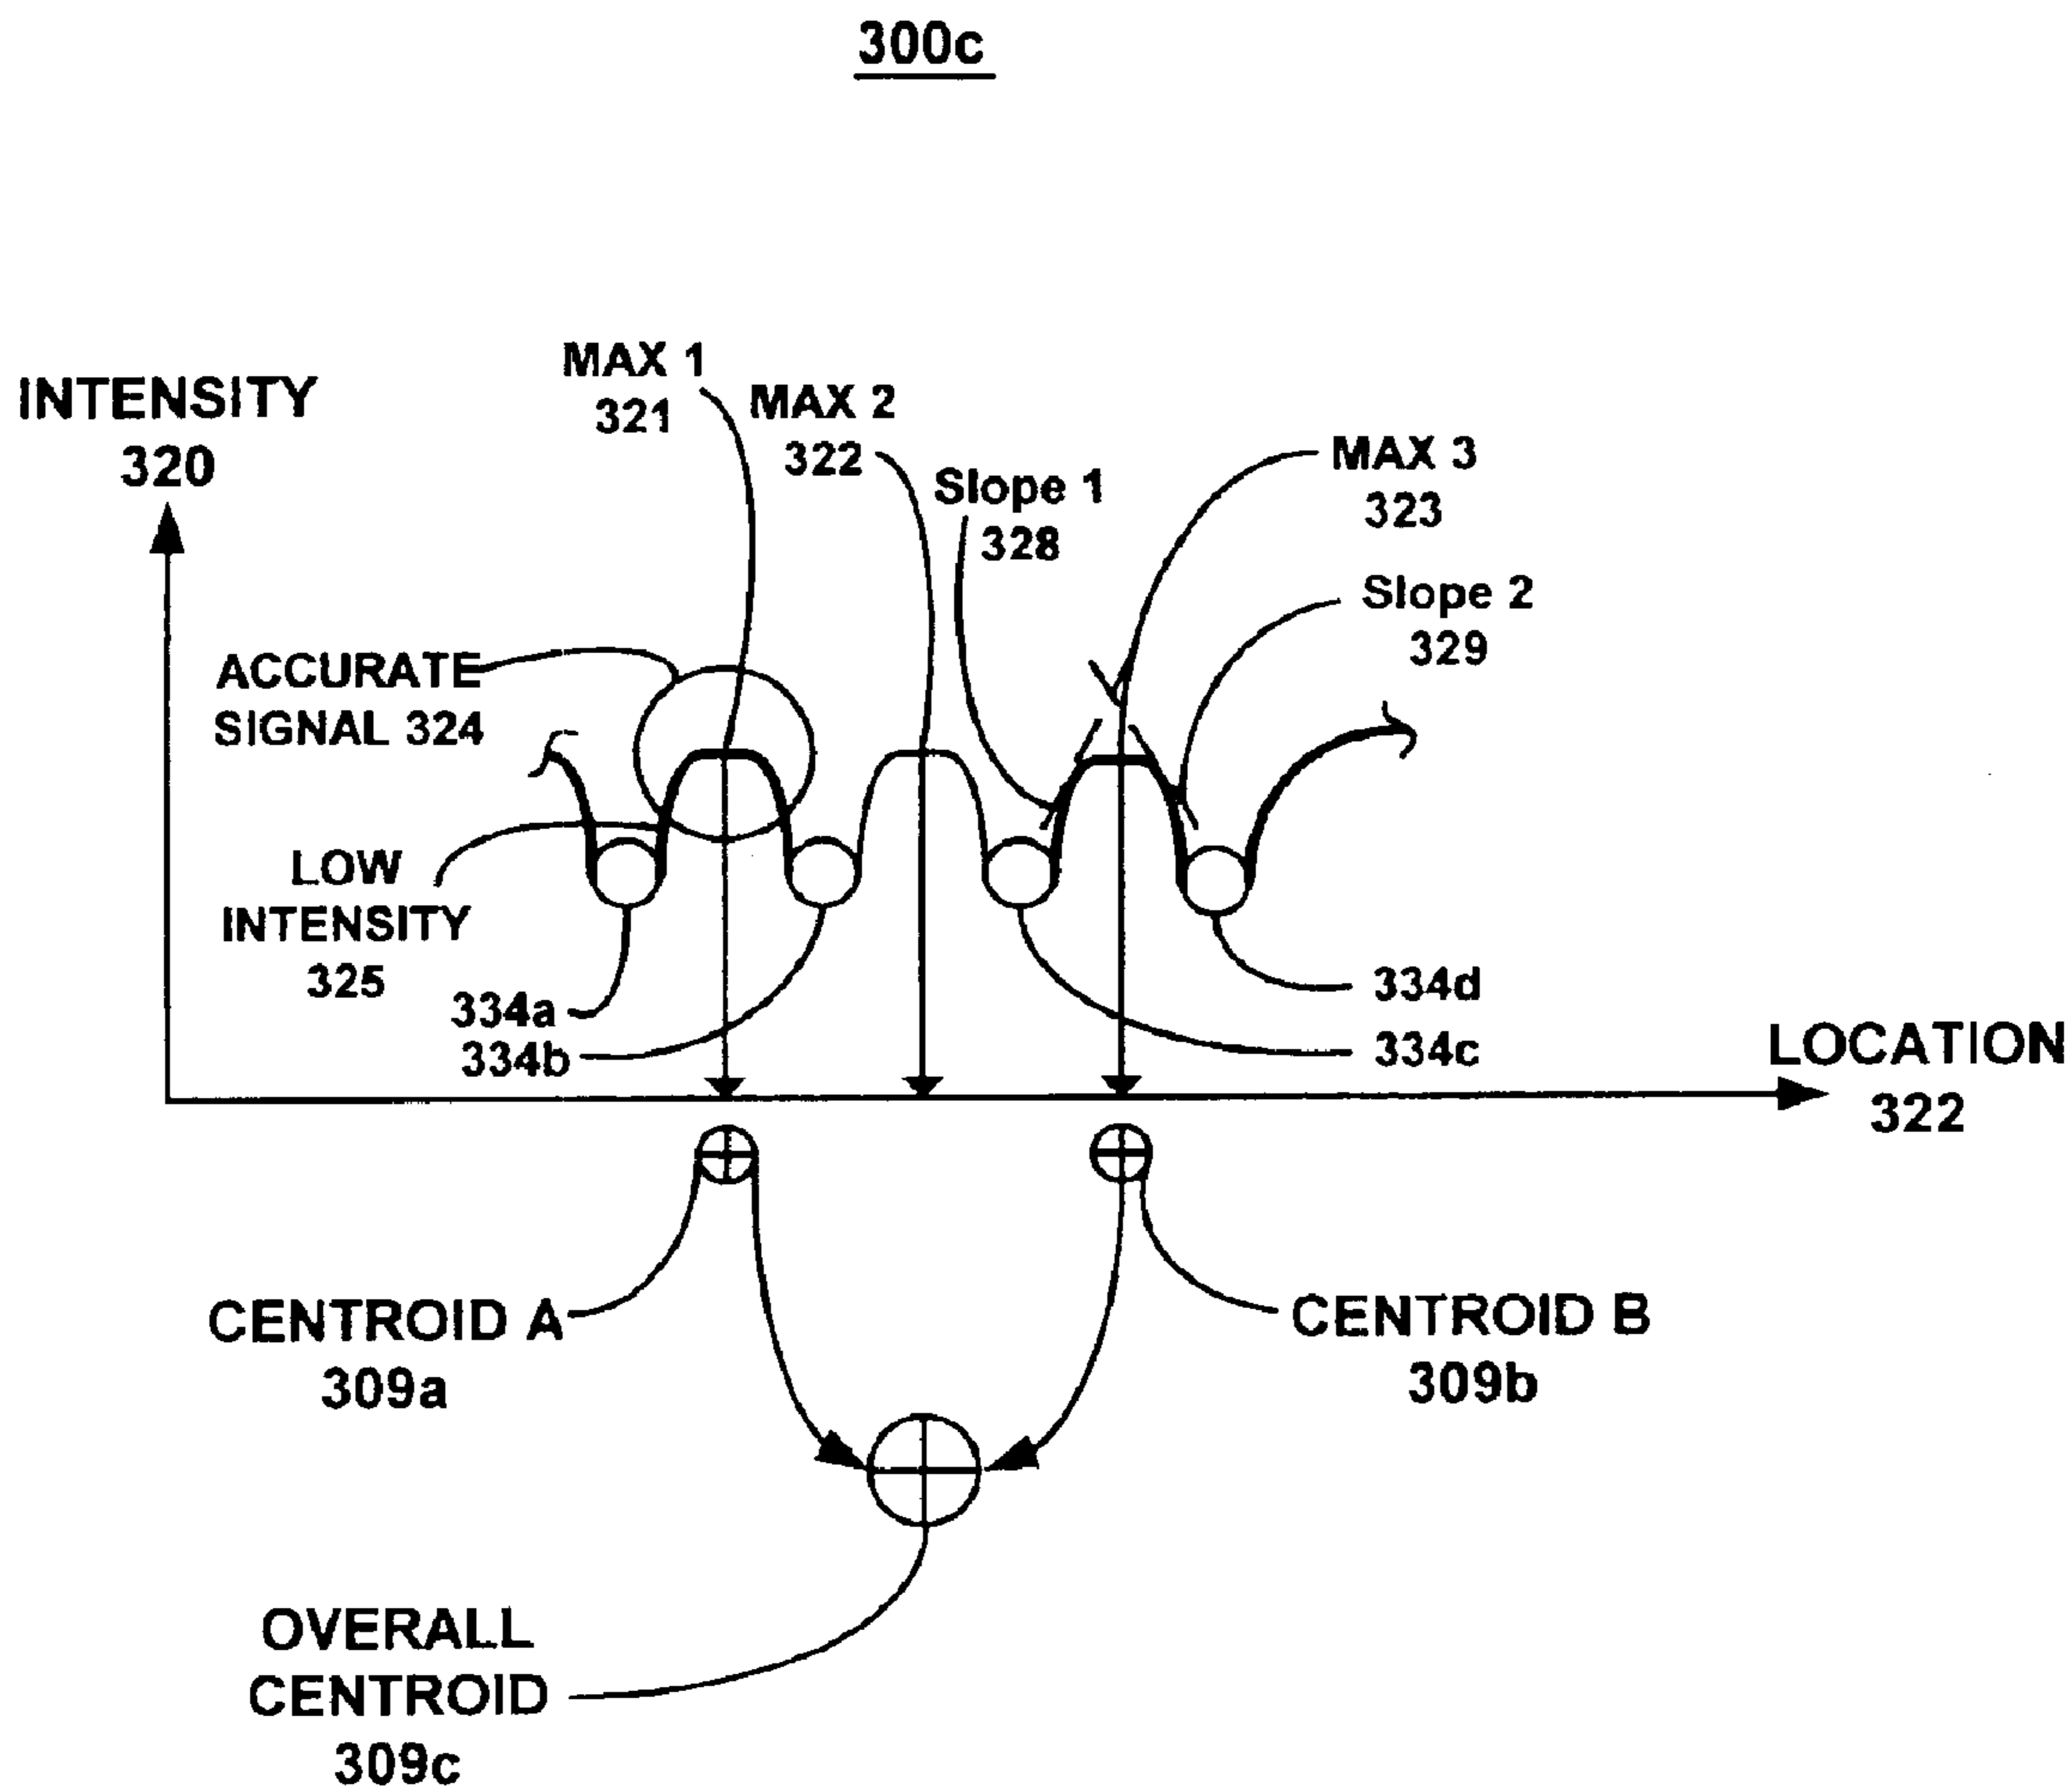 300c
MAX 1
321
INTENSITY
320
MAX 2
322
MAX 3
323
Slope 1
328
Slope 2
329
ACCURATE
SIGNAL 324
LOW
INTENSITY
325
334a
334b
334d
334c
LOCATION
322
CENTROID A
309a
CENTROID B
309b
OVERALL
CENTROID
309c